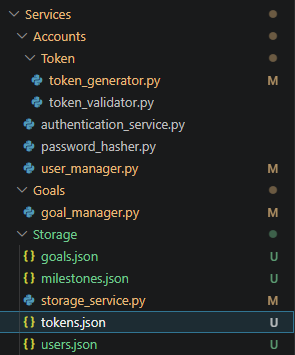 Services
Accounts
Token
token_generator.py M
token_validator.py
authentication_service.py
password_hasher.py
user_manager.py M
Goals
goal_manager.py M
Storage
{} goals.json U
{} milestones.json U
storage_service.py M
{} tokens.json U
{} users.json U